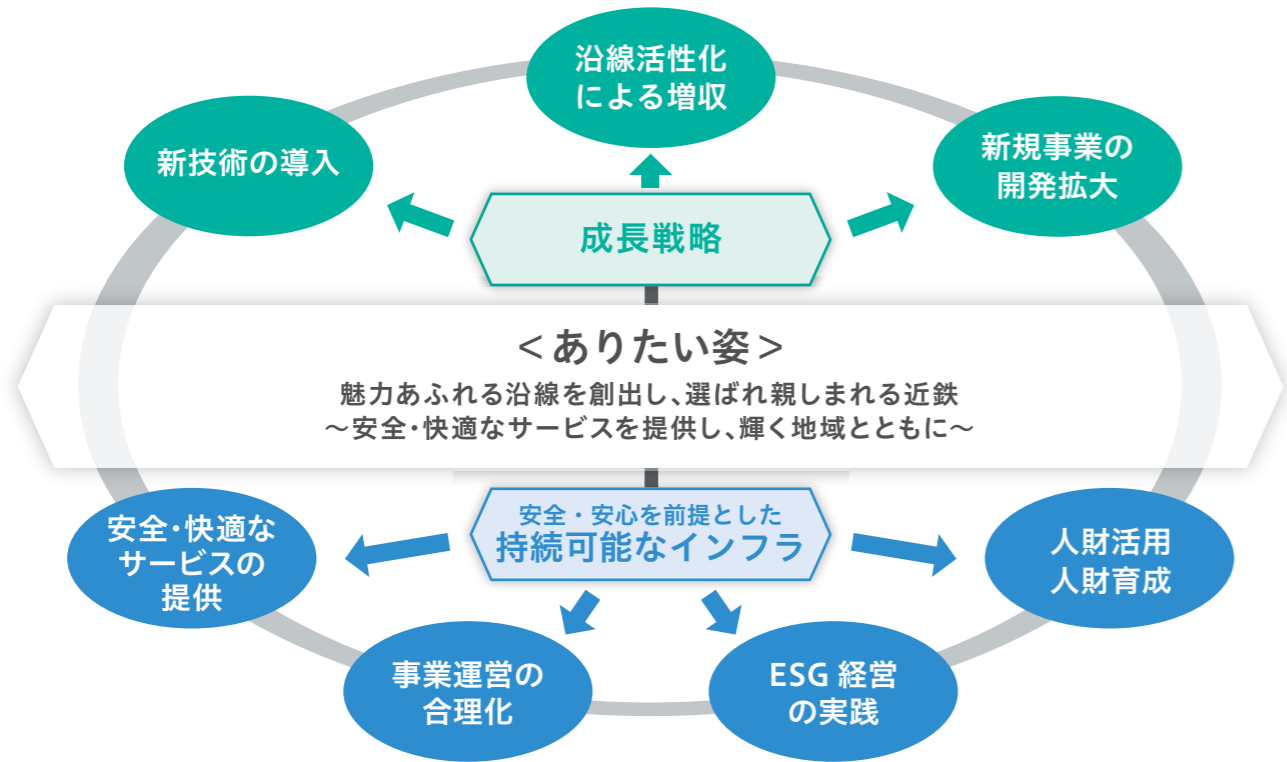 沿線活性化
による増収
新技術の導入
新規事業の
開発拡大
成長戦略
＜ありたい姿＞
魅力あふれる沿線を創出し、選ばれ親しまれる近鉄
～安全・快適なサービスを提供し、輝く地域とともに～
安全・安心を前提とした
持続可能なインフラ
安全・快適な
サービスの
提供
人財活用
人財育成
事業運営の
合理化
ESG 経営
の実践